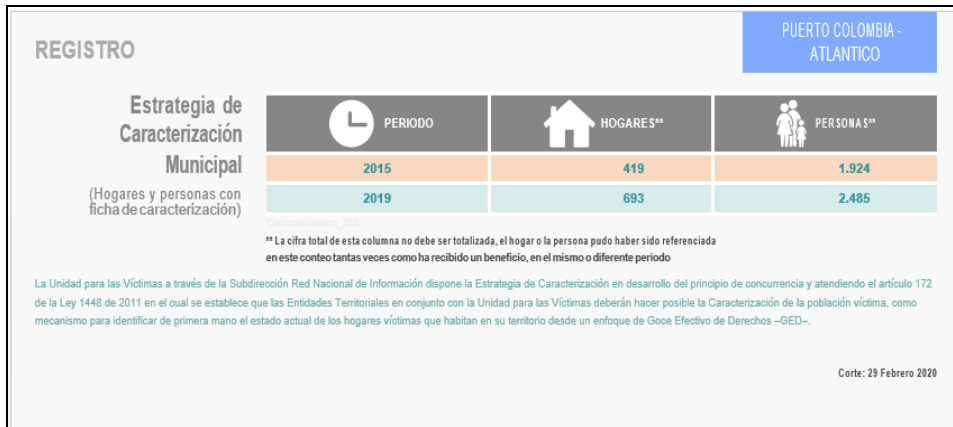 REGISTRO
PUERTO COLOMBIA -
ATLANTICO
Estrategia de
Caracterización
Municipal
(Hogares y personas con
ficha de caracterización)
PERIODO HOGARES** PERSONAS**
2015 419 1.924
2019 693 2.485
Caracterizacion_248
** La cifra total de esta columna no debe ser totalizada, el hogar o la persona pudo haber sido referenciada
en este conteo tantas veces como ha recibido un beneficio, en el mismo o diferente periodo
La Unidad para las Víctimas a través de la Subdirección Red Nacional de Información dispone la Estrategia de Caracterización en desarrollo del principio de concurrencia y atendiendo el artículo 172
de la Ley 1448 de 2011 en el cual se establece que las Entidades Territoriales en conjunto con la Unidad para las Víctimas deberán hacer posible la Caracterización de la población víctima, como
mecanismo para identificar de primera mano el estado actual de los hogares víctimas que habitan en su territorio desde un enfoque de Goce Efectivo de Derechos –GED–.
Corte: 29 Febrero 2020